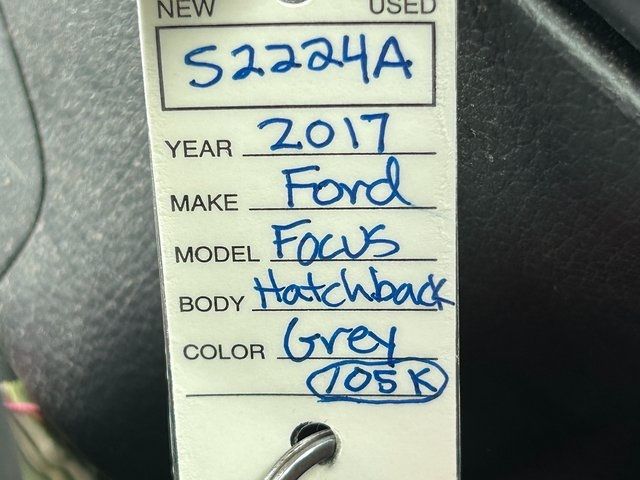 NEW USED
S2224A
YEAR 2017
MAKE Ford
MODEL Focus
BODY Hatchback
COLOR Grey
105K